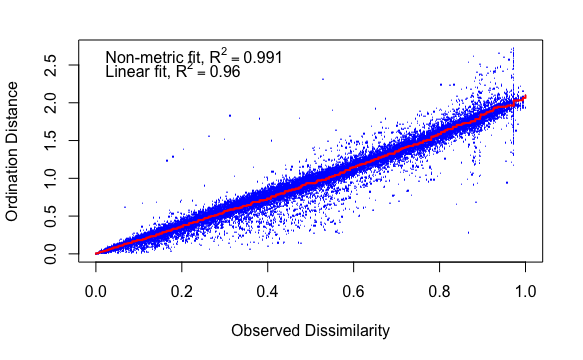 Non-metric fit, R² = 0.991
Linear fit, R² = 0.96
Ordination Distance
2.5
2.0
1.5
1.0
0.5
0.0
0.0 0.2 0.4 0.6 0.8 1.0
Observed Dissimilarity